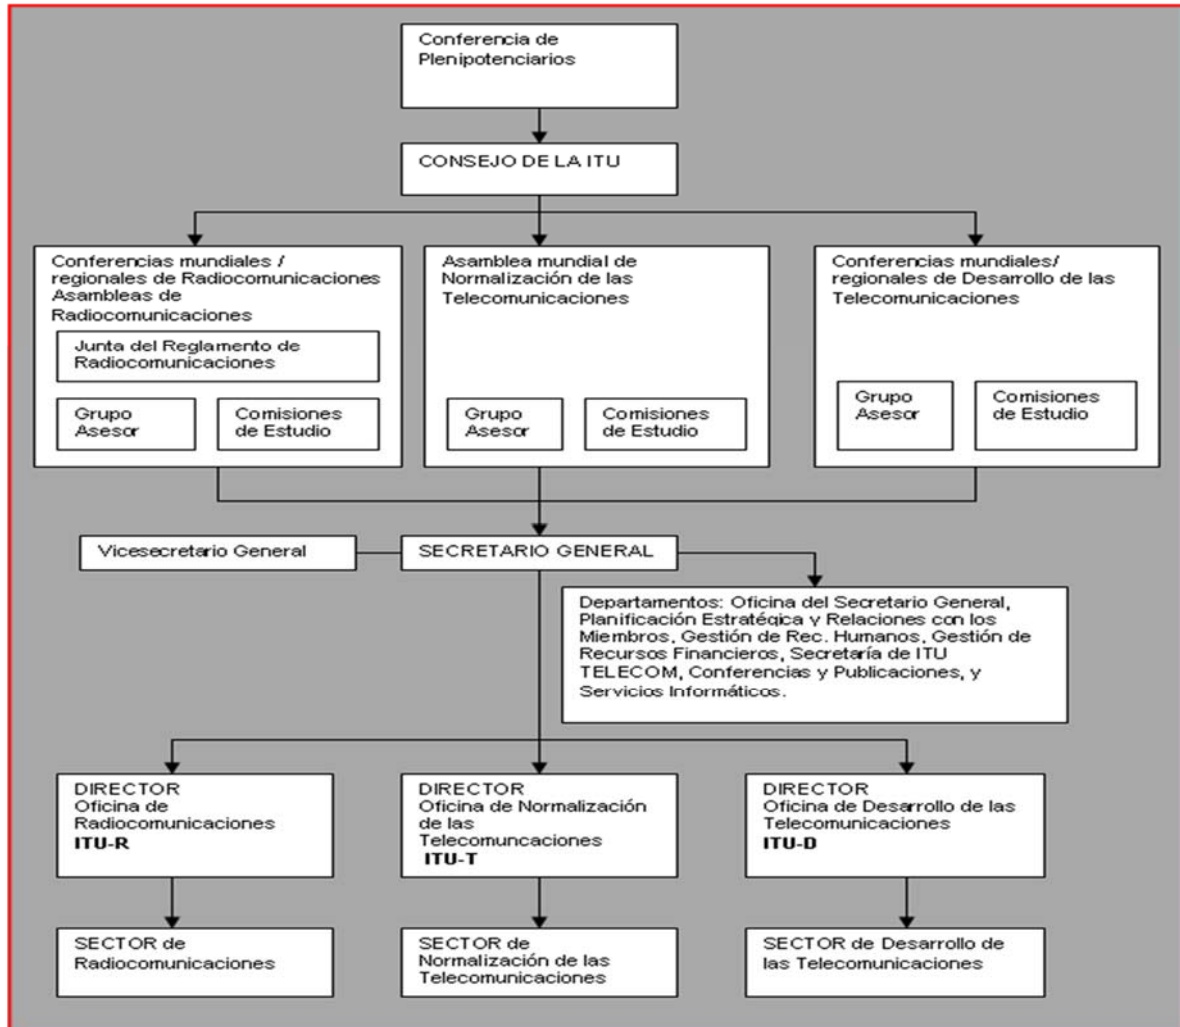 Conferencia de
Plenipotenciarios
CONSEJO DE LA ITU
Conferencias mundiales /
regionales de Radiocomunicaciones
Asambleas de
Radiocomunicaciones
Junta del Reglamento de
Radiocomunicaciones
Grupo
Asesor
Comisiones
de Estudio
Asamblea mundial de
Normalización de las
Telecomunicaciones
Grupo
Asesor
Comisiones
de Estudio
Conferencias mundiales/
regionales de Desarrollo de las
Telecomunicaciones
Grupo
Asesor
Comisiones
de Estudio
Vicesecretario General
SECRETARIO GENERAL
Departamentos: Oficina del Secretario General,
Planificación Estratégica y Relaciones con los
Miembros, Gestión de Rec. Humanos, Gestión de
Recursos Financieros, Secretaría de ITU
TELECOM, Conferencias y Publicaciones, y
Servicios Informáticos.
DIRECTOR
Oficina de
Radiocomunicaciones
ITU-R
DIRECTOR
Oficina de Normalización
de las
Telecomuncaciones
ITU-T
DIRECTOR
Oficina de Desarrollo de las
Telecomunicaciones
ITU-D
SECTOR de
Radiocomunicaciones
SECTOR de
Normalización de las
Telecomunicaciones
SECTOR de Desarrollo de
las Telecomunicaciones